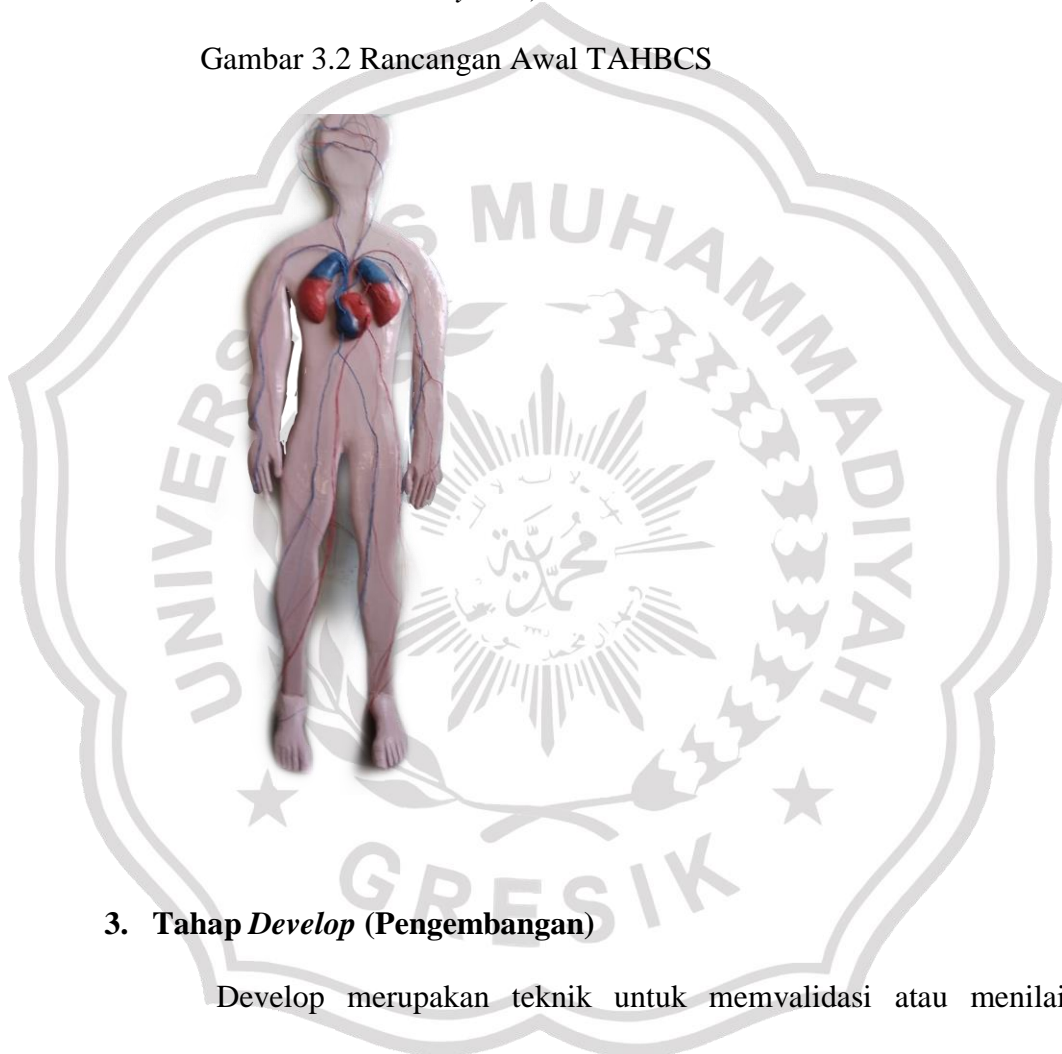 Gambar 3.2 Rancangan Awal TAHBCS
UNIVERS S MUHAMMADIYAH
GRESIK
3. Tahap Develop (Pengembangan)
Develop merupakan teknik untuk memvalidasi atau menilai